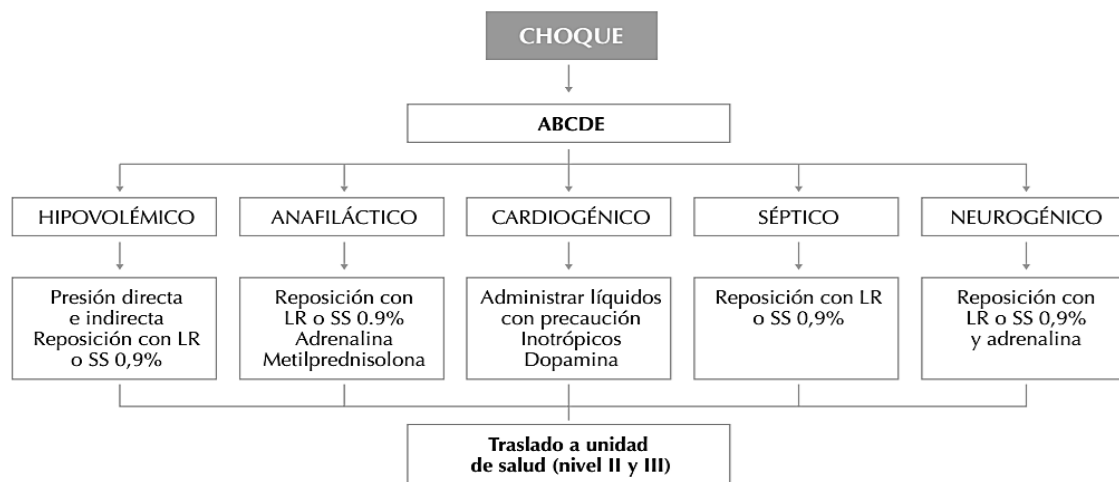 CHOQUE
ABCDE
HIPOVOLÉMICO
ANAFILÁCTICO
CARDIOGÉNICO
SÉPTICO
NEUROGÉNICO
Presión directa
e indirecta
Reposición con LR
o SS 0,9%
Reposición con
LR o SS 0.9%
Adrenalina
Metilprednisolona
Administrar líquidos
con precaución
Inotrópicos
Dopamina
Reposición con LR
o SS 0,9%
Reposición con
LR o SS 0,9%
y adrenalina
Traslado a unidad
de salud (nivel II y III)